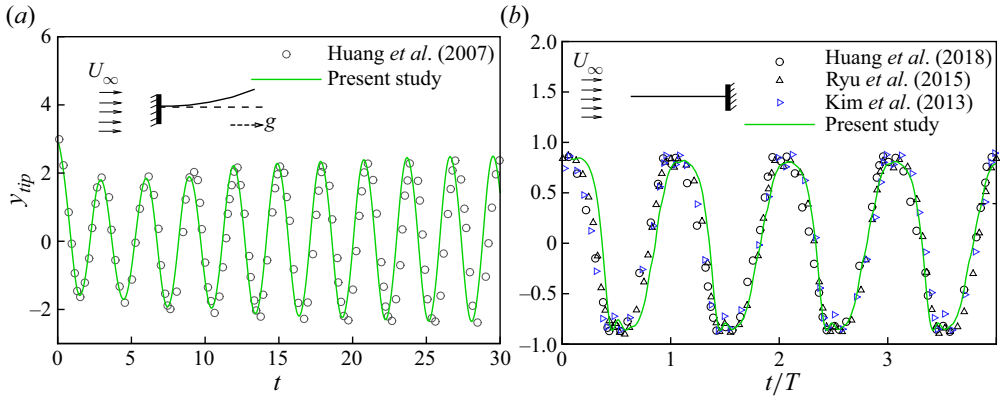 (a)
6
4
2
0
−2
y_tip
0
5
10
15
20
25
30
t
U∞
g
Huang et al. (2007)
Present study
(b)
2.0
1.5
1.0
0.5
0
−0.5
−1.0
0
1
2
3
4
t/T
U∞
Huang et al. (2018)
Ryu et al. (2015)
Kim et al. (2013)
Present study